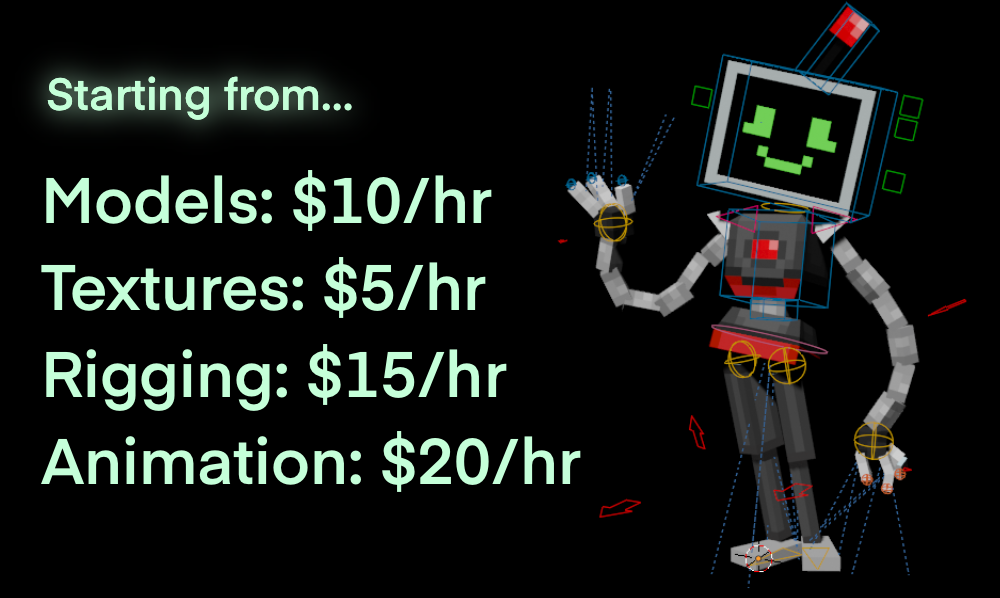 Starting from...
Models: $10/hr
Textures: $5/hr
Rigging: $15/hr
Animation: $20/hr